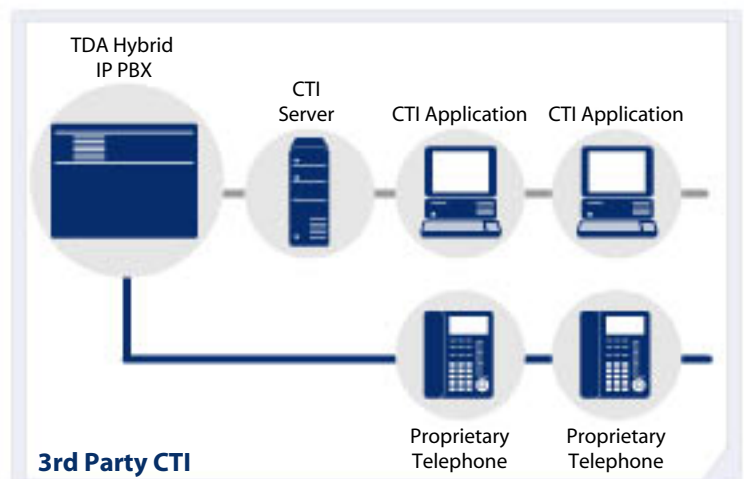 TDA Hybrid
IP PBX
CTI
Server
CTI Application
CTI Application
Proprietary
Telephone
Proprietary
Telephone
3rd Party CTI